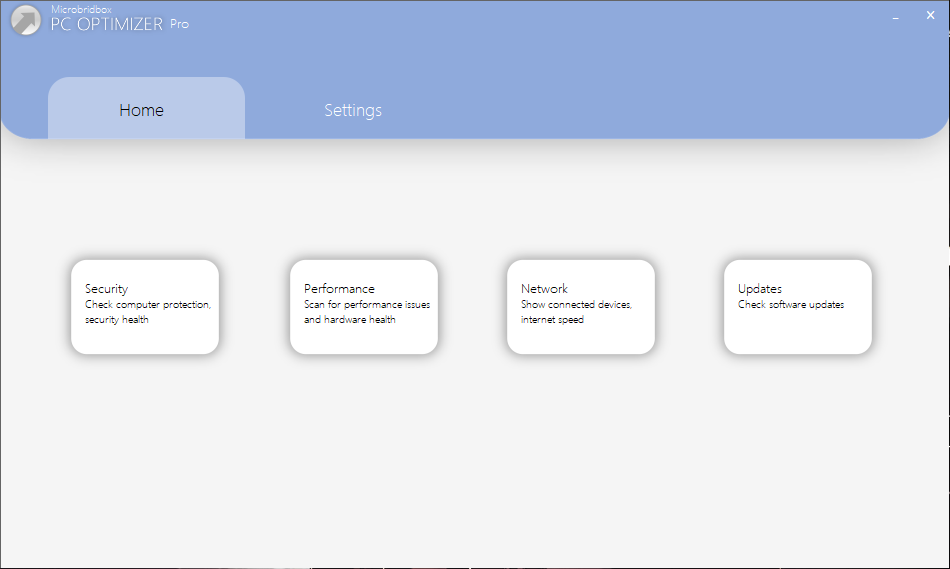 Microbridbox
PC OPTIMIZER Pro
Home
Settings
Security
Check computer protection,
security health
Performance
Scan for performance issues
and hardware health
Network
Show connected devices,
internet speed
Updates
Check software updates